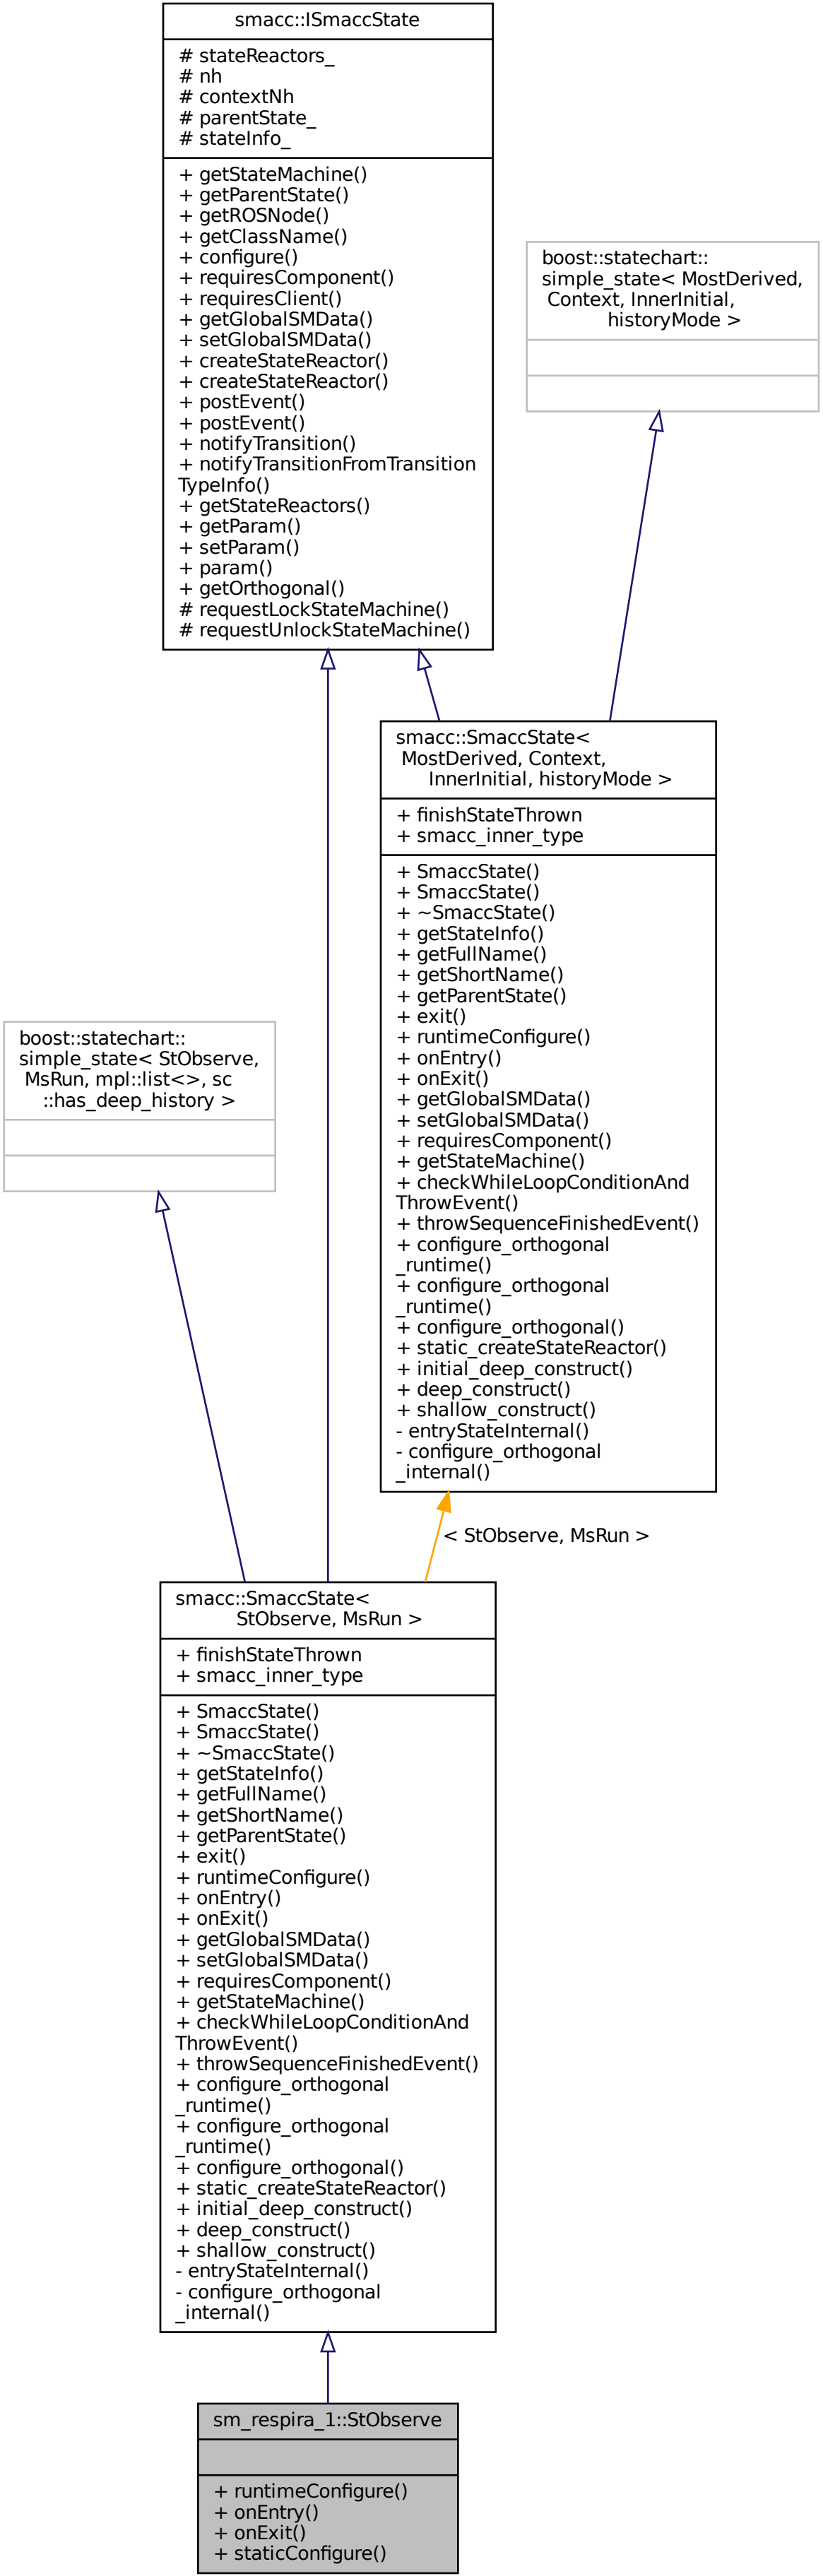 smacc::ISmaccState
# stateReactors_
# nh
# contextNh
# parentState_
# stateInfo_
+ getStateMachine()
+ getParentState()
+ getROSNode()
+ getClassName()
+ configure()
+ requiresComponent()
+ requiresClient()
+ getGlobalSMData()
+ setGlobalSMData()
+ createStateReactor()
+ createStateReactor()
+ postEvent()
+ postEvent()
+ notifyTransition()
+ notifyTransitionFromTransition
TypeInfo()
+ getStateReactors()
+ getParam()
+ setParam()
+ param()
+ getOrthogonal()
# requestLockStateMachine()
# requestUnlockStateMachine()
boost::statechart::
simple_state< MostDerived,
Context, InnerInitial,
historyMode >
smacc::SmaccState<
MostDerived, Context,
InnerInitial, historyMode >
+ finishStateThrown
+ smacc_inner_type
+ SmaccState()
+ SmaccState()
+ ~SmaccState()
+ getStateInfo()
+ getFullName()
+ getShortName()
+ getParentState()
+ exit()
+ runtimeConfigure()
+ onEntry()
+ onExit()
+ getGlobalSMData()
+ setGlobalSMData()
+ requiresComponent()
+ getStateMachine()
+ checkWhileLoopConditionAnd
ThrowEvent()
+ throwSequenceFinishedEvent()
+ configure_orthogonal
_runtime()
+ configure_orthogonal
_runtime()
+ configure_orthogonal()
+ static_createStateReactor()
+ initial_deep_construct()
+ deep_construct()
+ shallow_construct()
- entryStateInternal()
- configure_orthogonal
_internal()
boost::statechart::
simple_state< StObserve,
MsRun, mpl::list<>, sc
::has_deep_history >
< StObserve, MsRun >
smacc::SmaccState<
StObserve, MsRun >
+ finishStateThrown
+ smacc_inner_type
+ SmaccState()
+ SmaccState()
+ ~SmaccState()
+ getStateInfo()
+ getFullName()
+ getShortName()
+ getParentState()
+ exit()
+ runtimeConfigure()
+ onEntry()
+ onExit()
+ getGlobalSMData()
+ setGlobalSMData()
+ requiresComponent()
+ getStateMachine()
+ checkWhileLoopConditionAnd
ThrowEvent()
+ throwSequenceFinishedEvent()
+ configure_orthogonal
_runtime()
+ configure_orthogonal
_runtime()
+ configure_orthogonal()
+ static_createStateReactor()
+ initial_deep_construct()
+ deep_construct()
+ shallow_construct()
- entryStateInternal()
- configure_orthogonal
_internal()
sm_respira_1::StObserve
+ runtimeConfigure()
+ onEntry()
+ onExit()
+ staticConfigure()